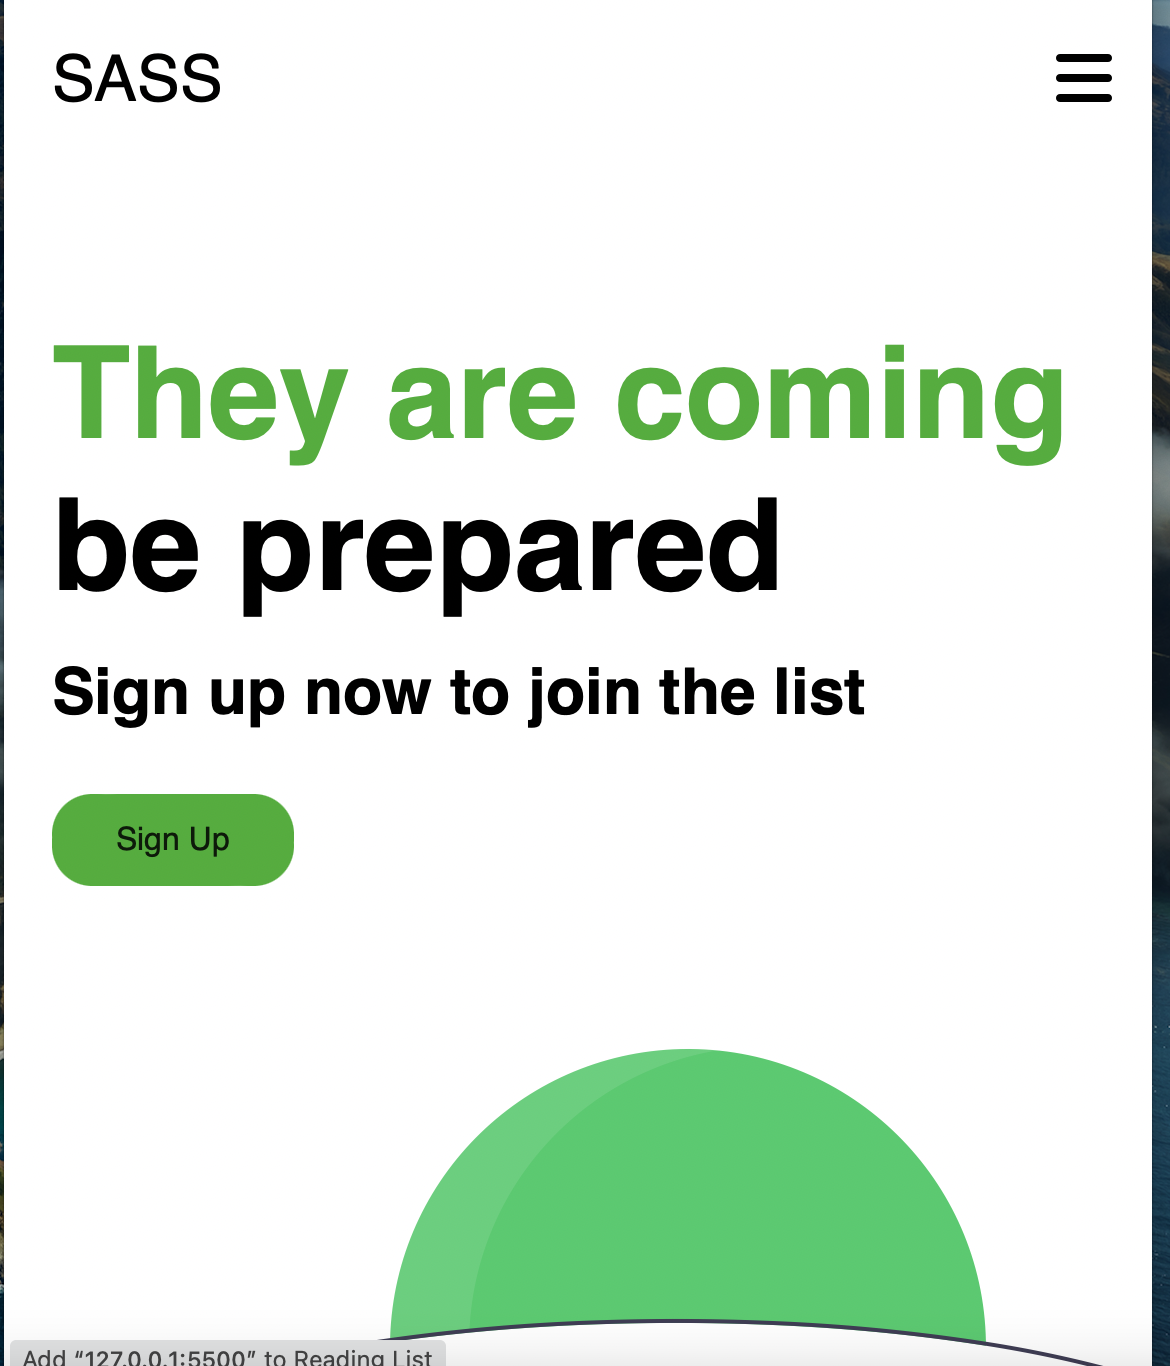 SASS
They are coming
be prepared
Sign up now to join the list
Sign Up
Add “127.0.0.1:5500” to Reading List